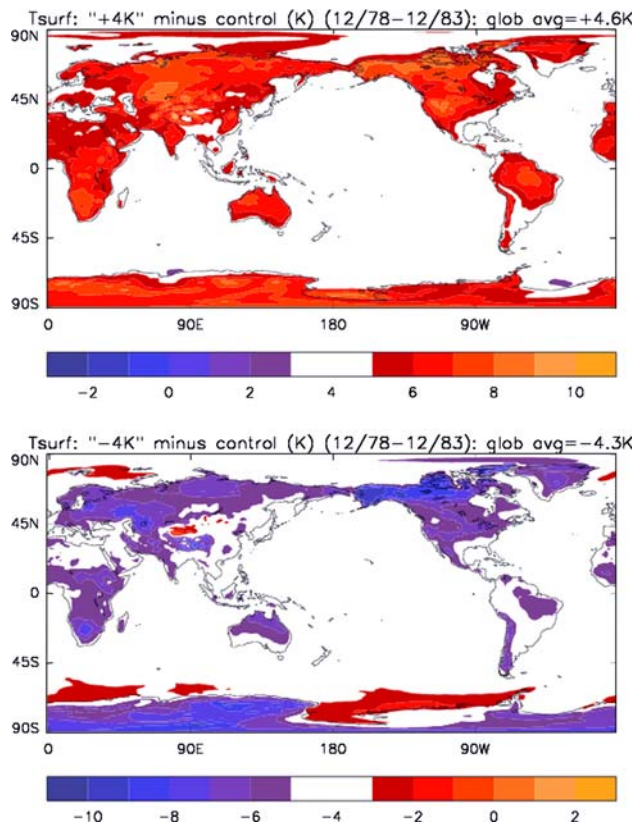 Tsurf: "+4K" minus control (K) (12/78-12/83): glob avg=+4.6K
90N
45N
0
45S
90S
0 90E 180 90W
-2 0 2 4 6 8 10
Tsurf: "-4K" minus control (K) (12/78-12/83): glob avg=-4.3K
90N
45N
0
45S
90S
0 90E 180 90W
-10 -8 -6 -4 -2 0 2